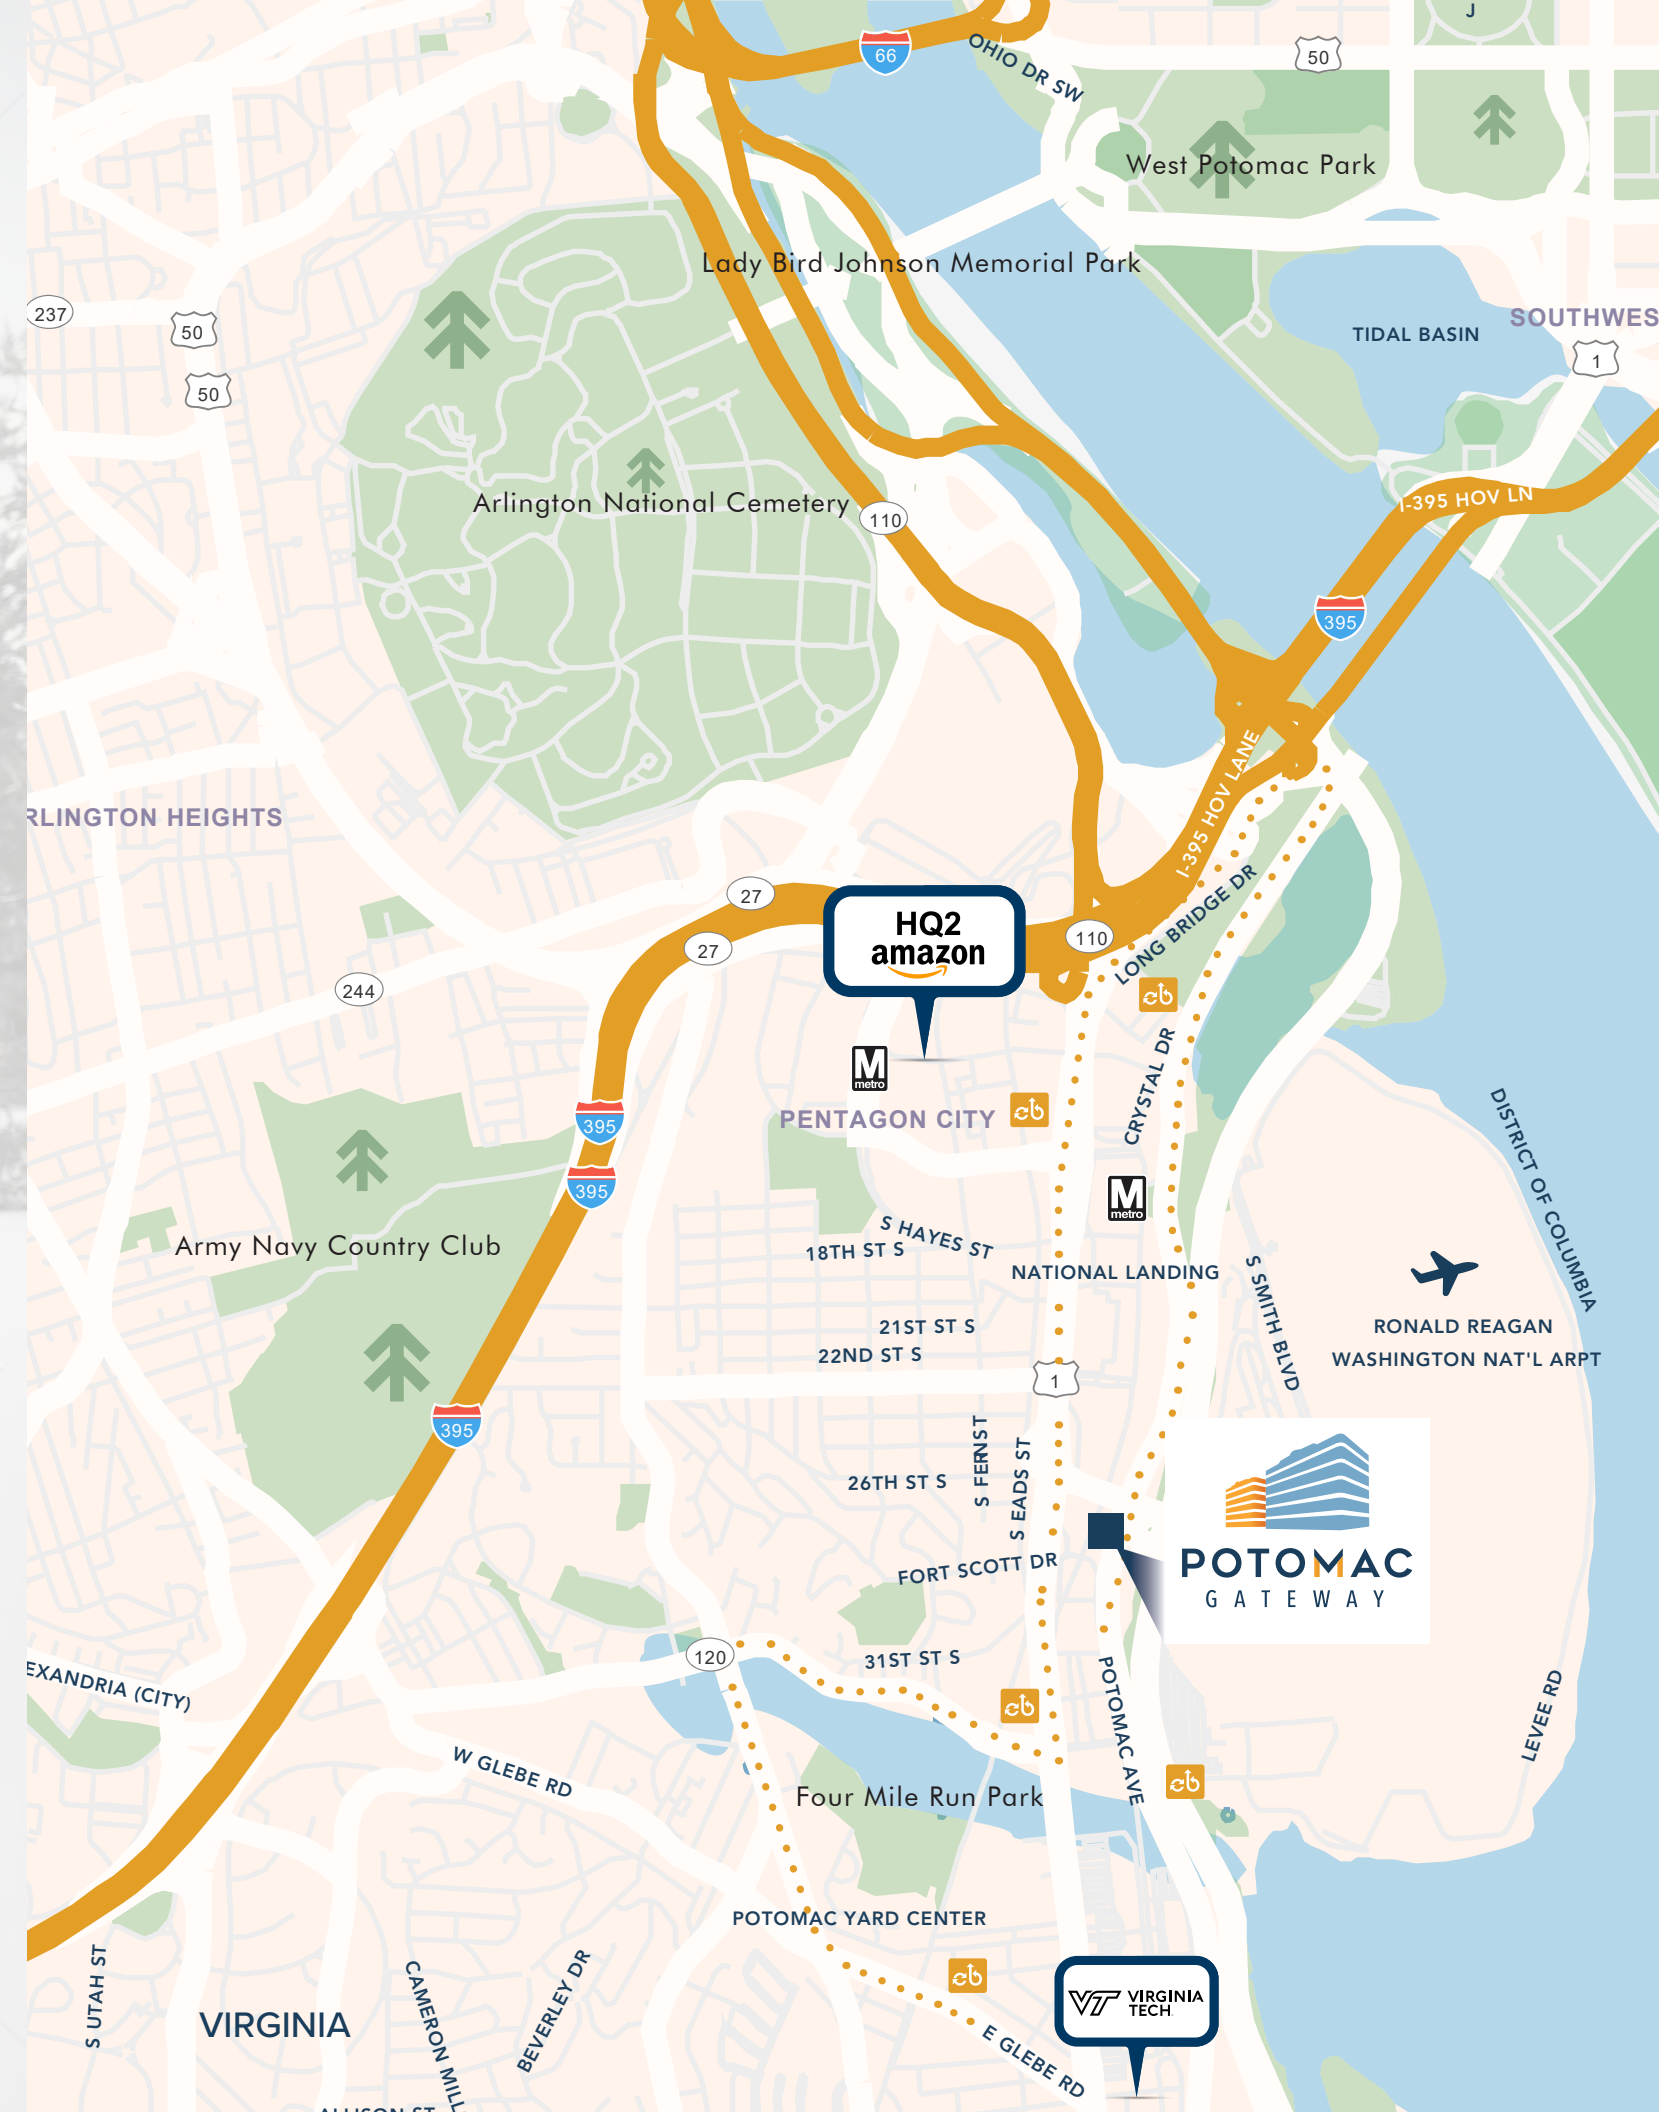 J
66
OHIO DR SW
50
West Potomac Park
Lady Bird Johnson Memorial Park
237
50
SOUTHWES
TIDAL BASIN
1
50
I-395 HOV LN
Arlington National Cemetery
110
395
I-395 HOV LANE
RLINGTON HEIGHTS
27
HQ2
amazon
110
LONG BRIDGE DR
27
244
M
metro
CRYSTAL DR
PENTAGON CITY
395
DISTRICT OF COLUMBIA
395
M
metro
S HAYES ST
18TH ST S
Army Navy Country Club
NATIONAL LANDING
S SMITH BLVD
21ST ST S
RONALD REAGAN
WASHINGTON NAT'L ARPT
22ND ST S
1
395
S FERN ST
S EADS ST
26TH ST S
POTOMAC
GATEWAY
FORT SCOTT DR
120
31ST ST S
EXANDRIA (CITY)
POTOMAC AVE
LEVEE RD
W GLEBE RD
Four Mile Run Park
POTOMAC YARD CENTER
S UTAH ST
VIRGINIA
CAMERON MILL
BEVERLEY DR
VT VIRGINIA
TECH
E GLEBE RD
ALLISON ST